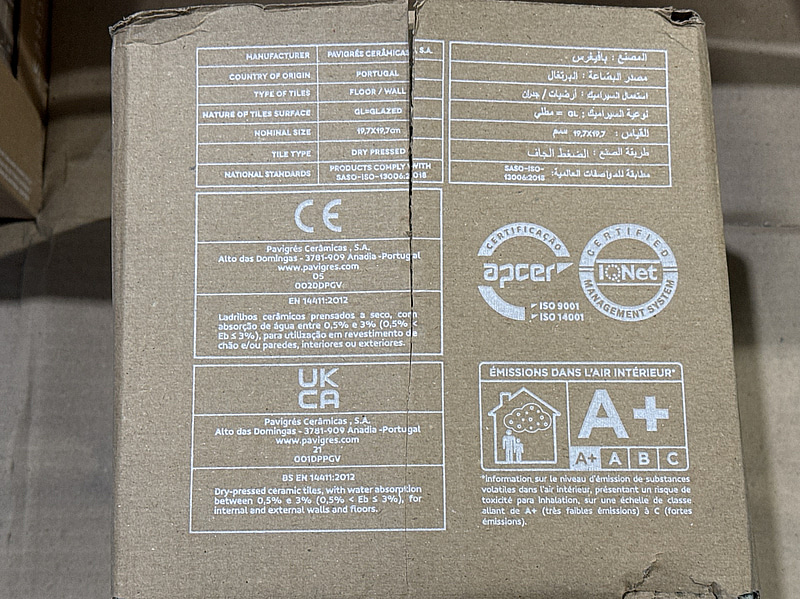 MANUFACTURER PAVIGRÉS CERÂMICAS S.A.
COUNTRY OF ORIGIN PORTUGAL
TYPE OF TILES FLOOR / WALL
NATURE OF TILES SURFACE GL=GLAZED
NOMINAL SIZE 19,7X19,7cm
TILE TYPE DRY PRESSED
NATIONAL STANDARDS PRODUCTS COMPLY WITH
SASO-ISO-13006:2018
المصنع : بافيغرس
مصدر البضاعة : البرتغال
استعمال السيراميك : أرضيات / جدران
نوعية السيراميك : GL = مطلي
القياس : 19,7X19,7 سم
طريقة الصنع : الضغط الجاف
مطابقة للمواصفات العالمية: SASO-ISO-
13006:2018
CE
Pavigrés Cerâmicas , S.A.
Alto das Domingas - 3781-909 Anadia -Portugal
www.pavigres.com
05
002DDPGV
EN 14411:2012
Ladrilhos cerâmicos prensados a seco, com
absorção de água entre 0,5% e 3% (0,5% <
Eb ≤ 3%), para utilização em revestimento de
chão e/ou paredes, interiores ou exteriores.
UK
CA
Pavigrés Cerâmicas , S.A.
Alto das Domingas - 3781-909 Anadia -Portugal
www.pavigres.com
21
001DPPGV
BS EN 14411:2012
Dry-pressed ceramic tiles, with water absorption
between 0,5% e 3% (0,5% < Eb ≤ 3%), for
internal and external walls and floors.
CERTIFICAÇÃO
apcer
ISO 9001
ISO 14001
CERTIFIED
IQNet
MANAGEMENT SYSTEM
ÉMISSIONS DANS L'AIR INTÉRIEUR*
A+
A+ A B C
*Information sur le niveau d'émission de substances
volatiles dans l'air intérieur, présentant un risque de
toxicité para Inhalation, sur une échelle de classe
allant de A+ (très faibles émissions) à C (fortes
émissions).